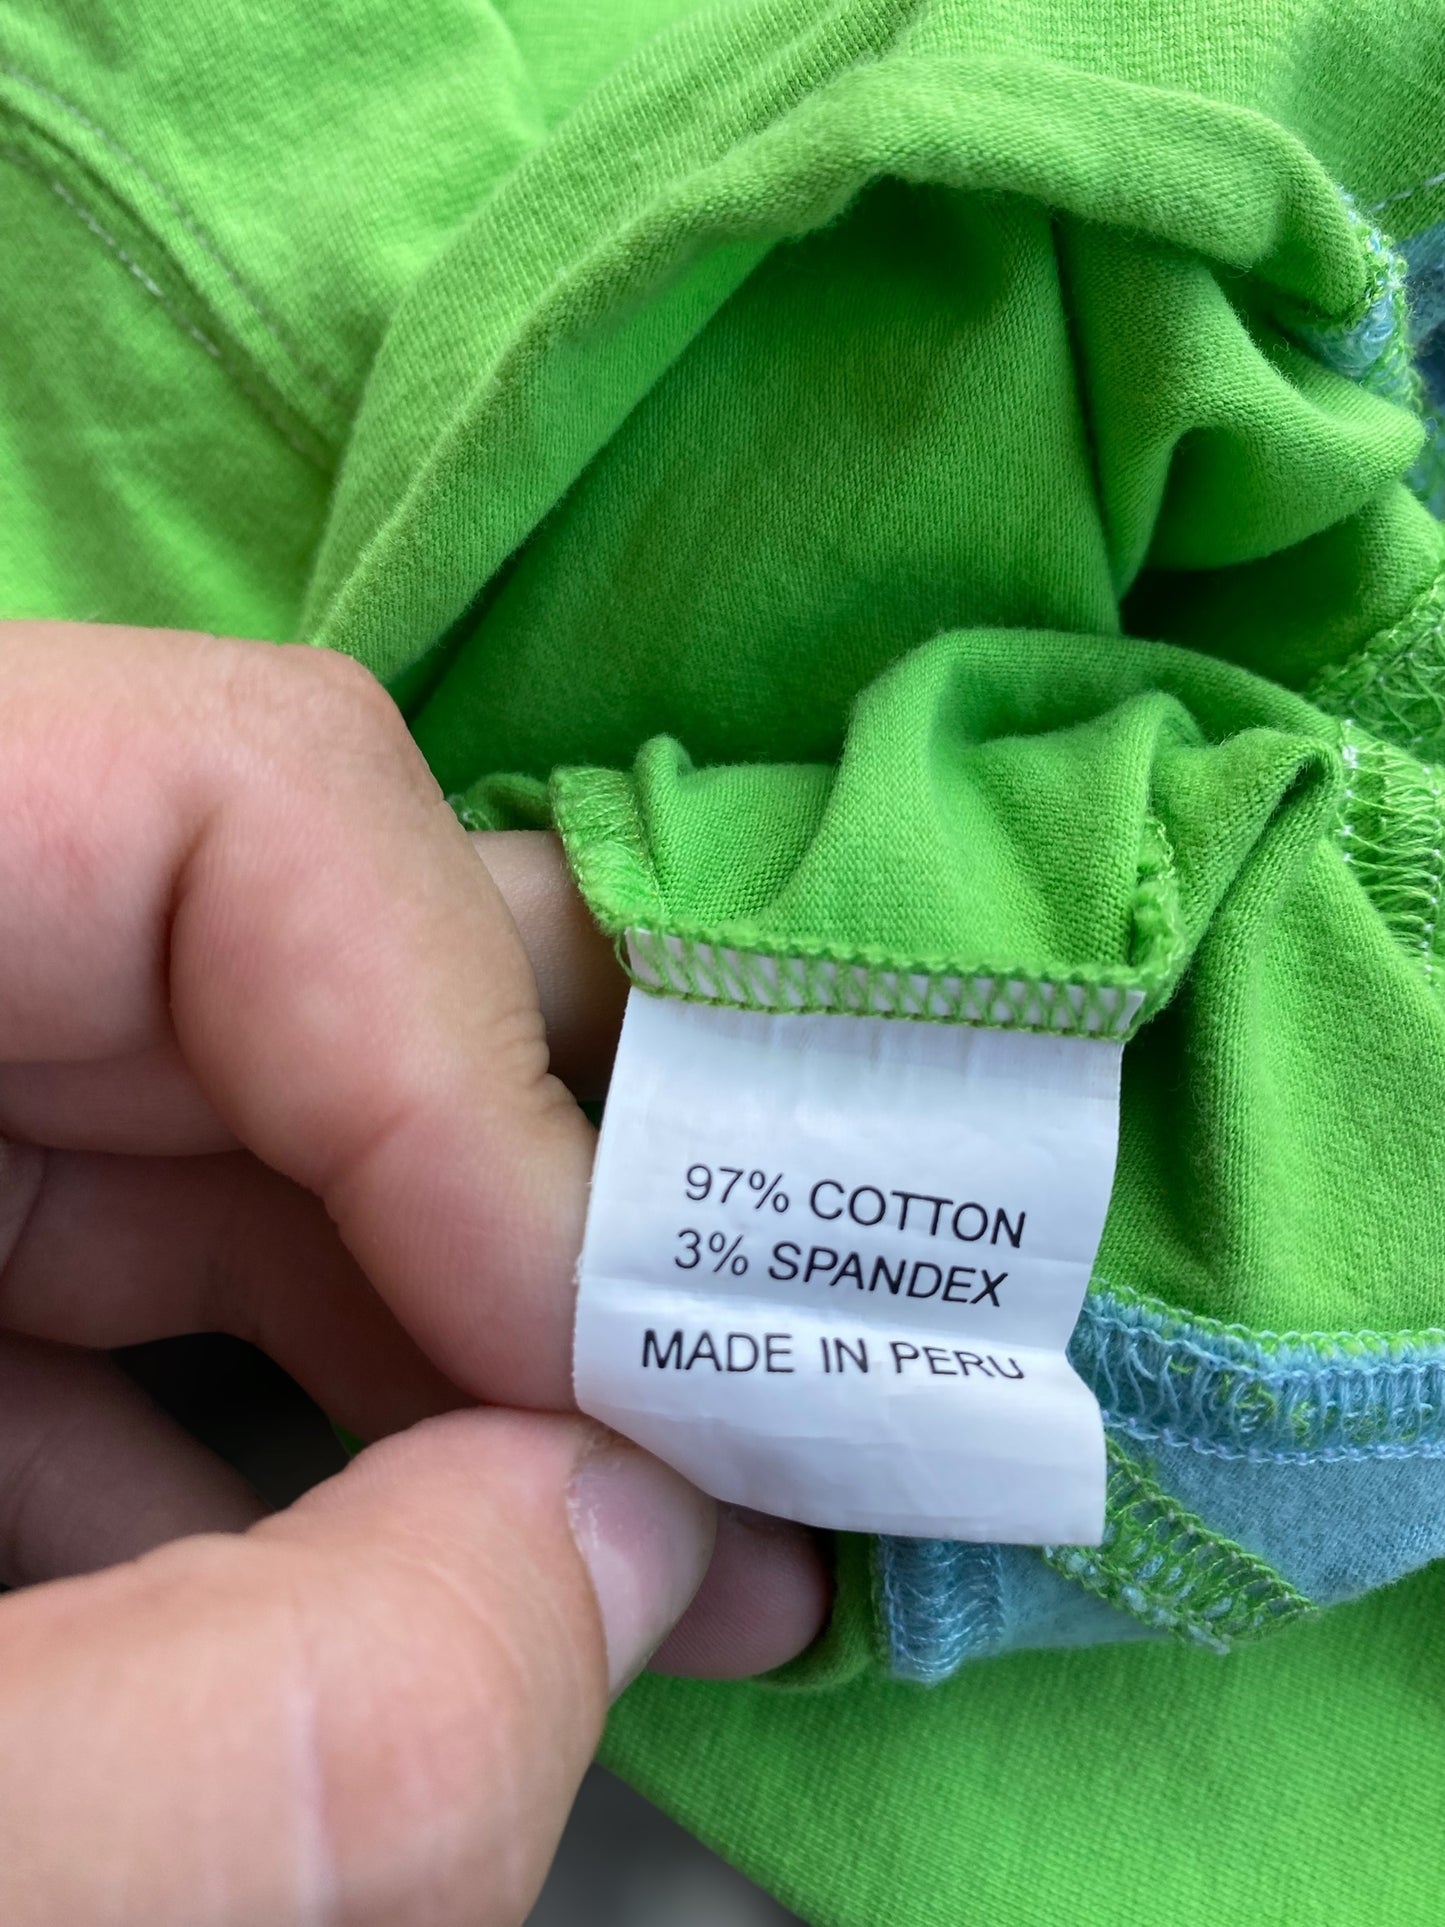 97% COTTON
3% SPANDEX
MADE IN PERU